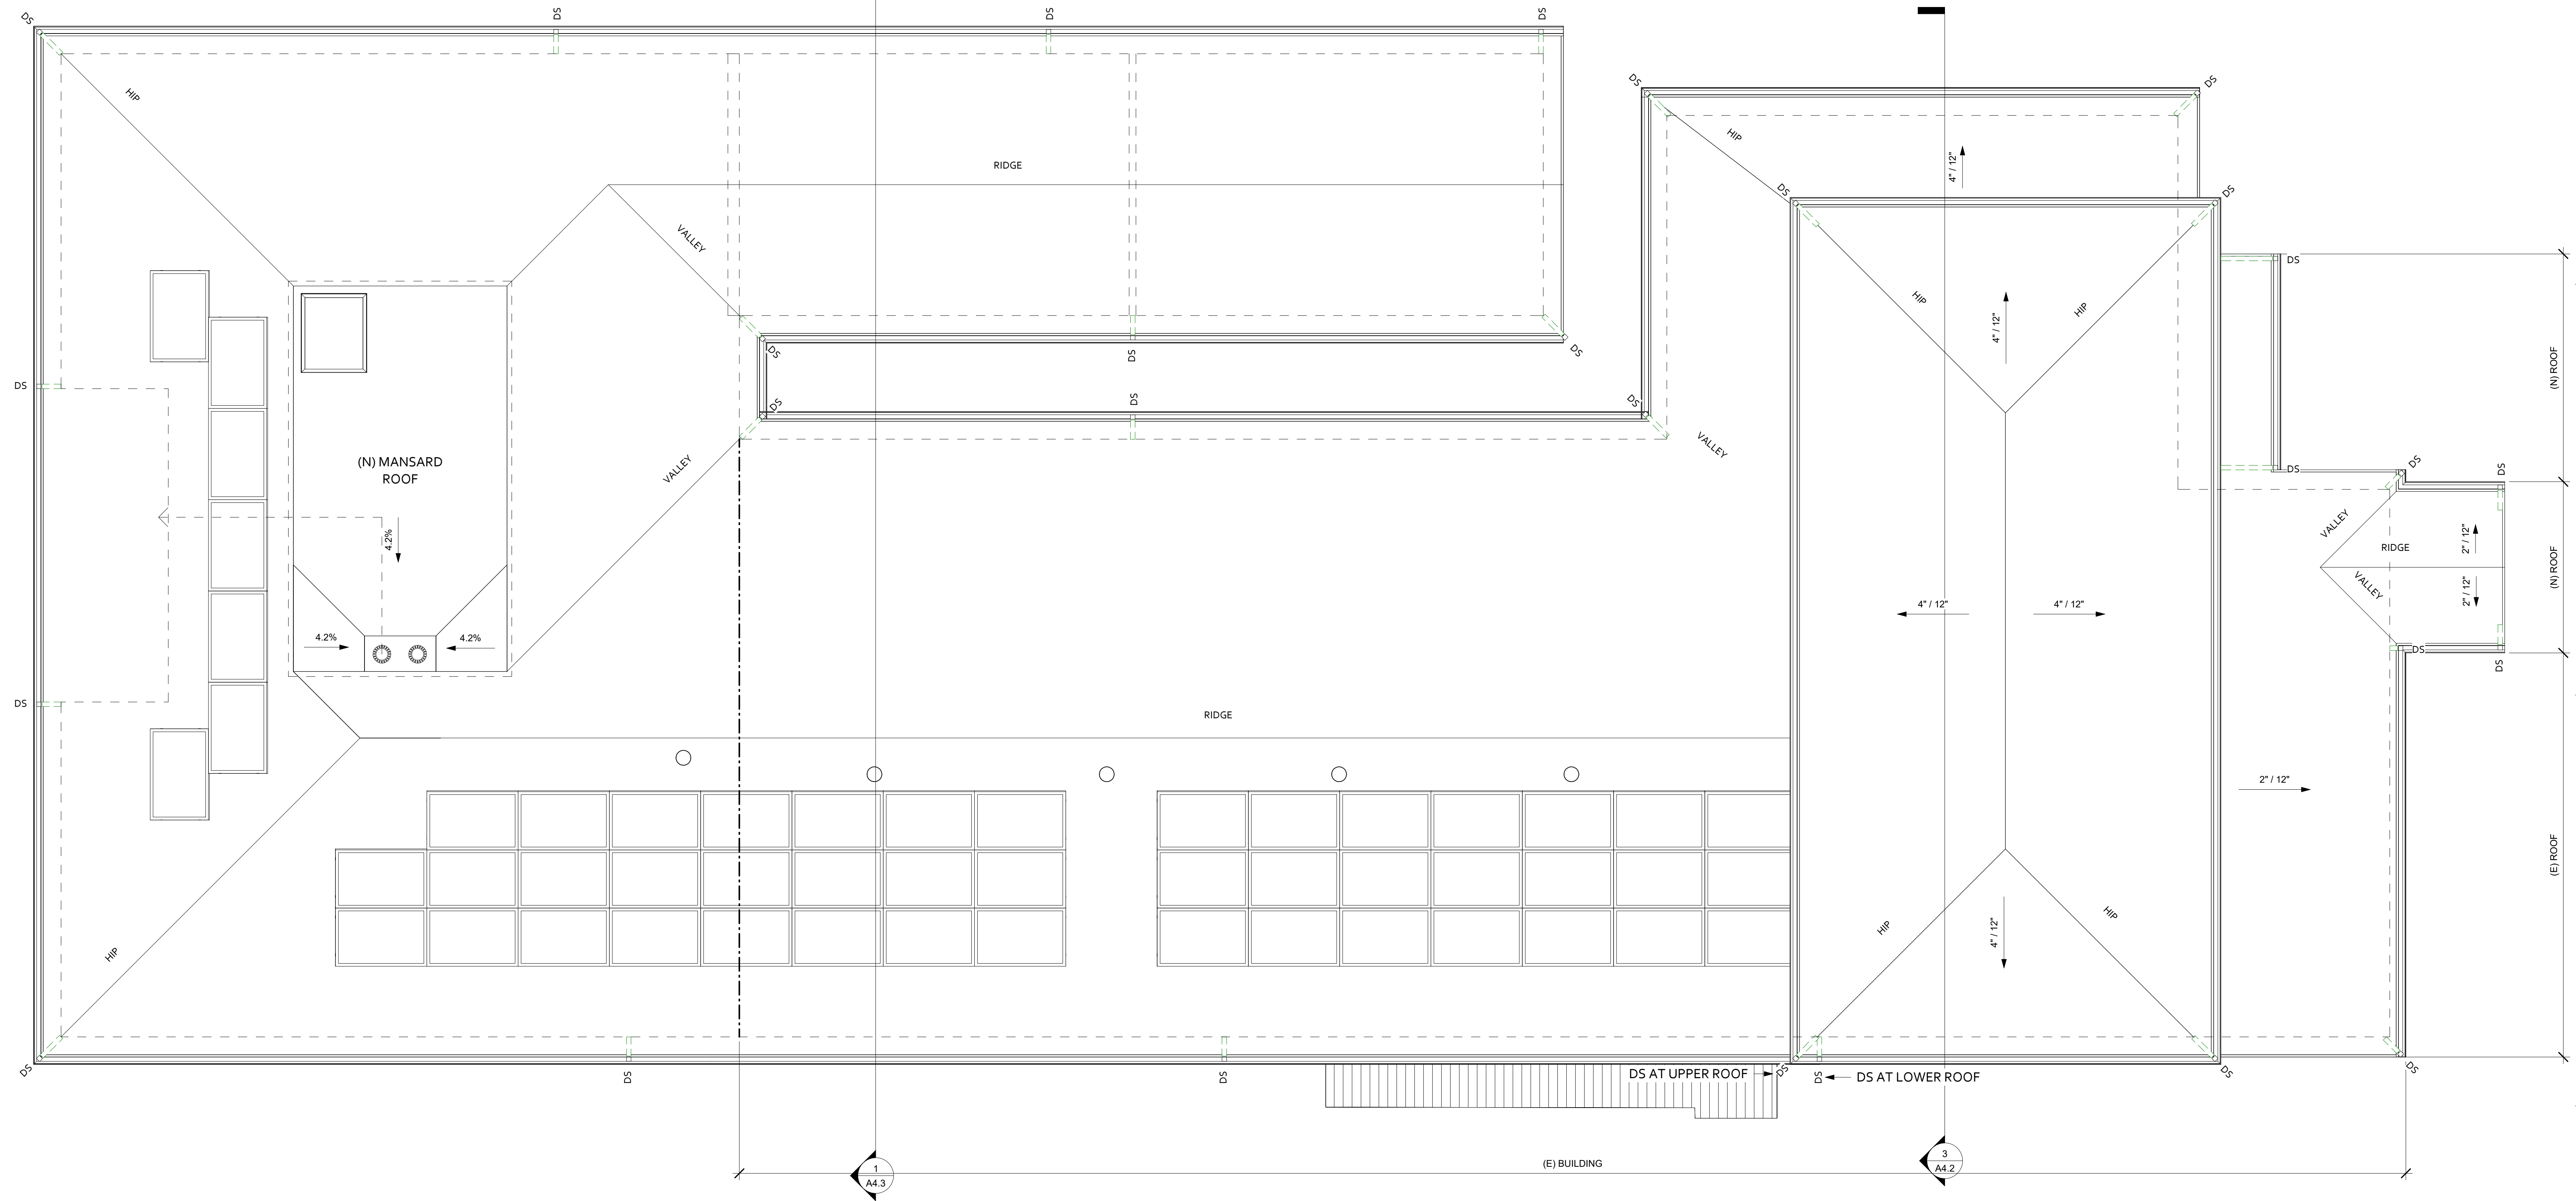 DS
DS
DS
DS
DS
DS
HIP
HIP
RIDGE
4" / 12"
DS
DS
VALLEY
DS
HIP
4" / 12"
HIP
(N) ROOF
DS
DS
DS
DS
DS
DS
DS
VALLEY
(N) MANSARD
ROOF
VALLEY
DS
DS
DS
4.2%
VALLEY
RIDGE
2" / 12"
(N) ROOF
VALLEY
2" / 12"
4" / 12"
4" / 12"
4.2%
4.2%
DS
DS
DS
RIDGE
2" / 12"
(E) ROOF
HIP
HIP
HIP
4" / 12"
DS
DS
DS
DS AT UPPER ROOF
DS
DS
DS AT LOWER ROOF
DS
DS
1
A4.3
(E) BUILDING
3
A4.2